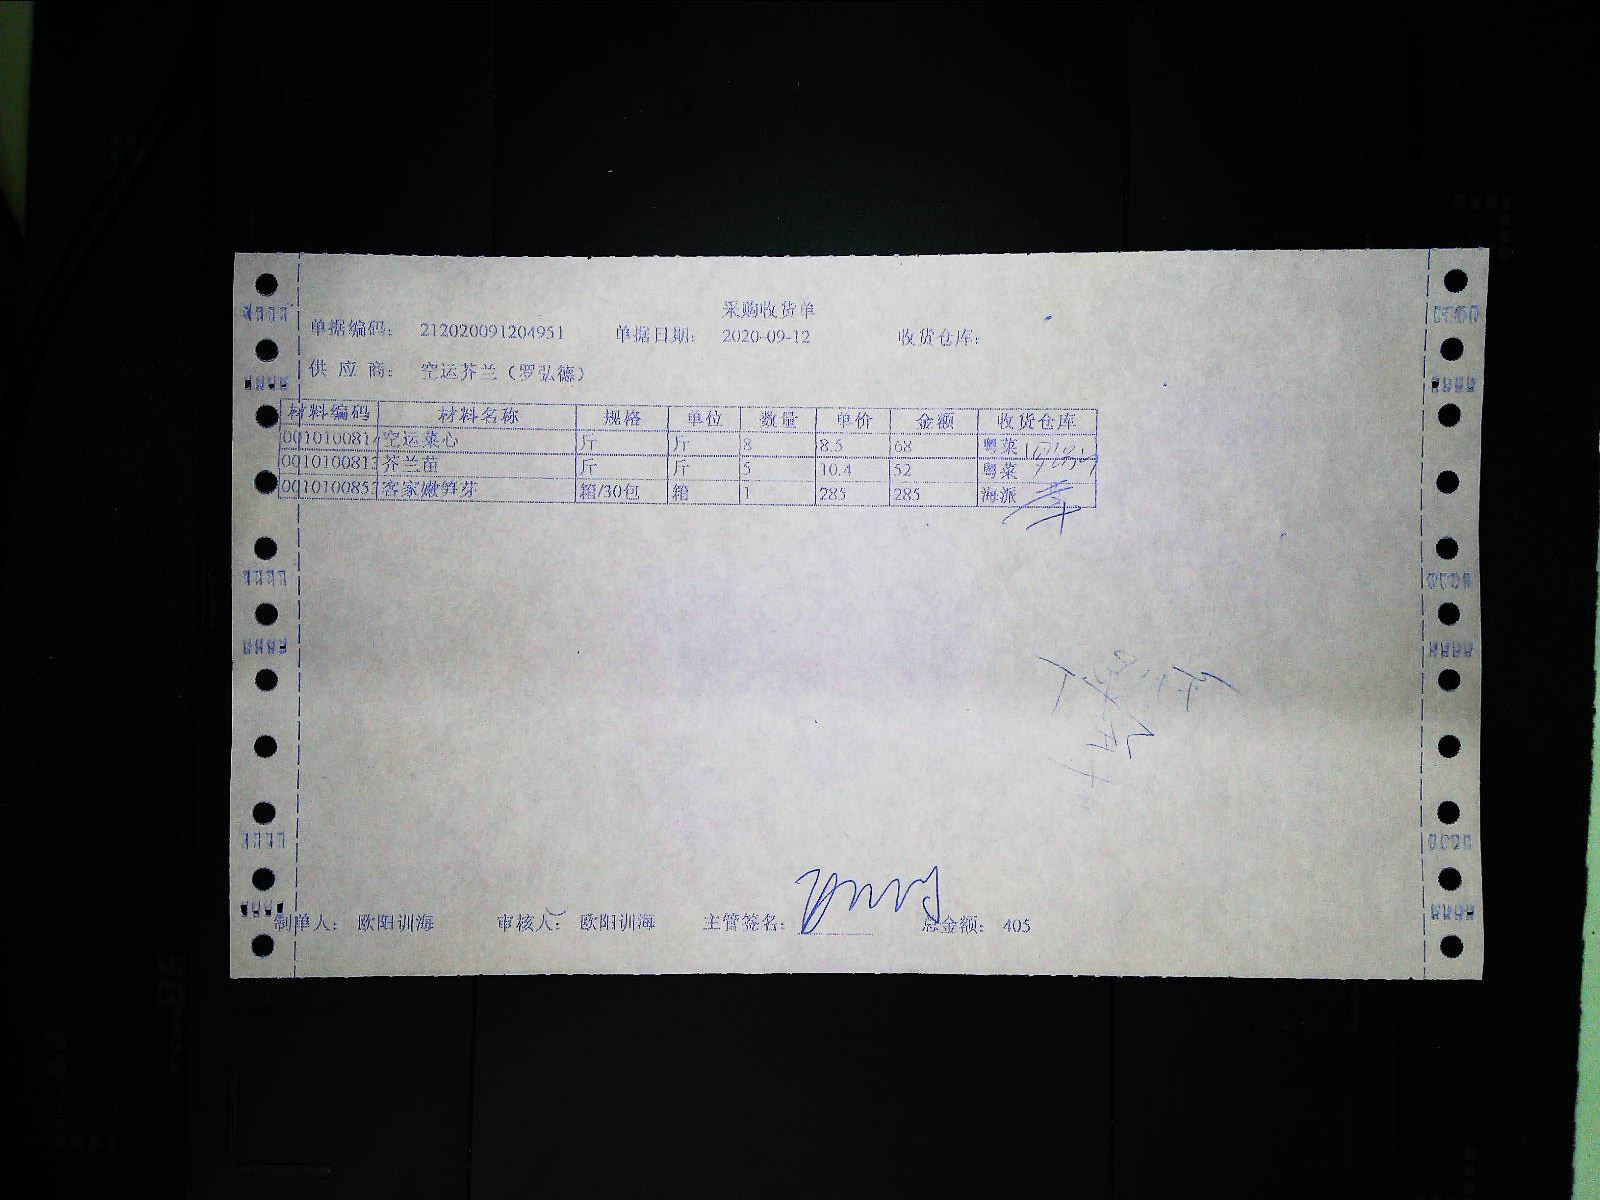 采购收货单
单据编码： 212020091204951 单据日期： 2020-09-12 收货仓库：
供 应 商： 空运芥兰（罗弘德）
材料编码 材料名称 规格 单位 数量 单价 金额 收货仓库
0010100814 空运菜心 斤 斤 8 8.5 68 粤菜
001010081 芥兰苗 斤 斤 5 10.4 52 粤菜
001010085 客家嫩笋芽 箱/30包 箱 1 285 285 海派
制单人： 欧阳训海 审核人： 欧阳训海 主管签名： 总金额： 405